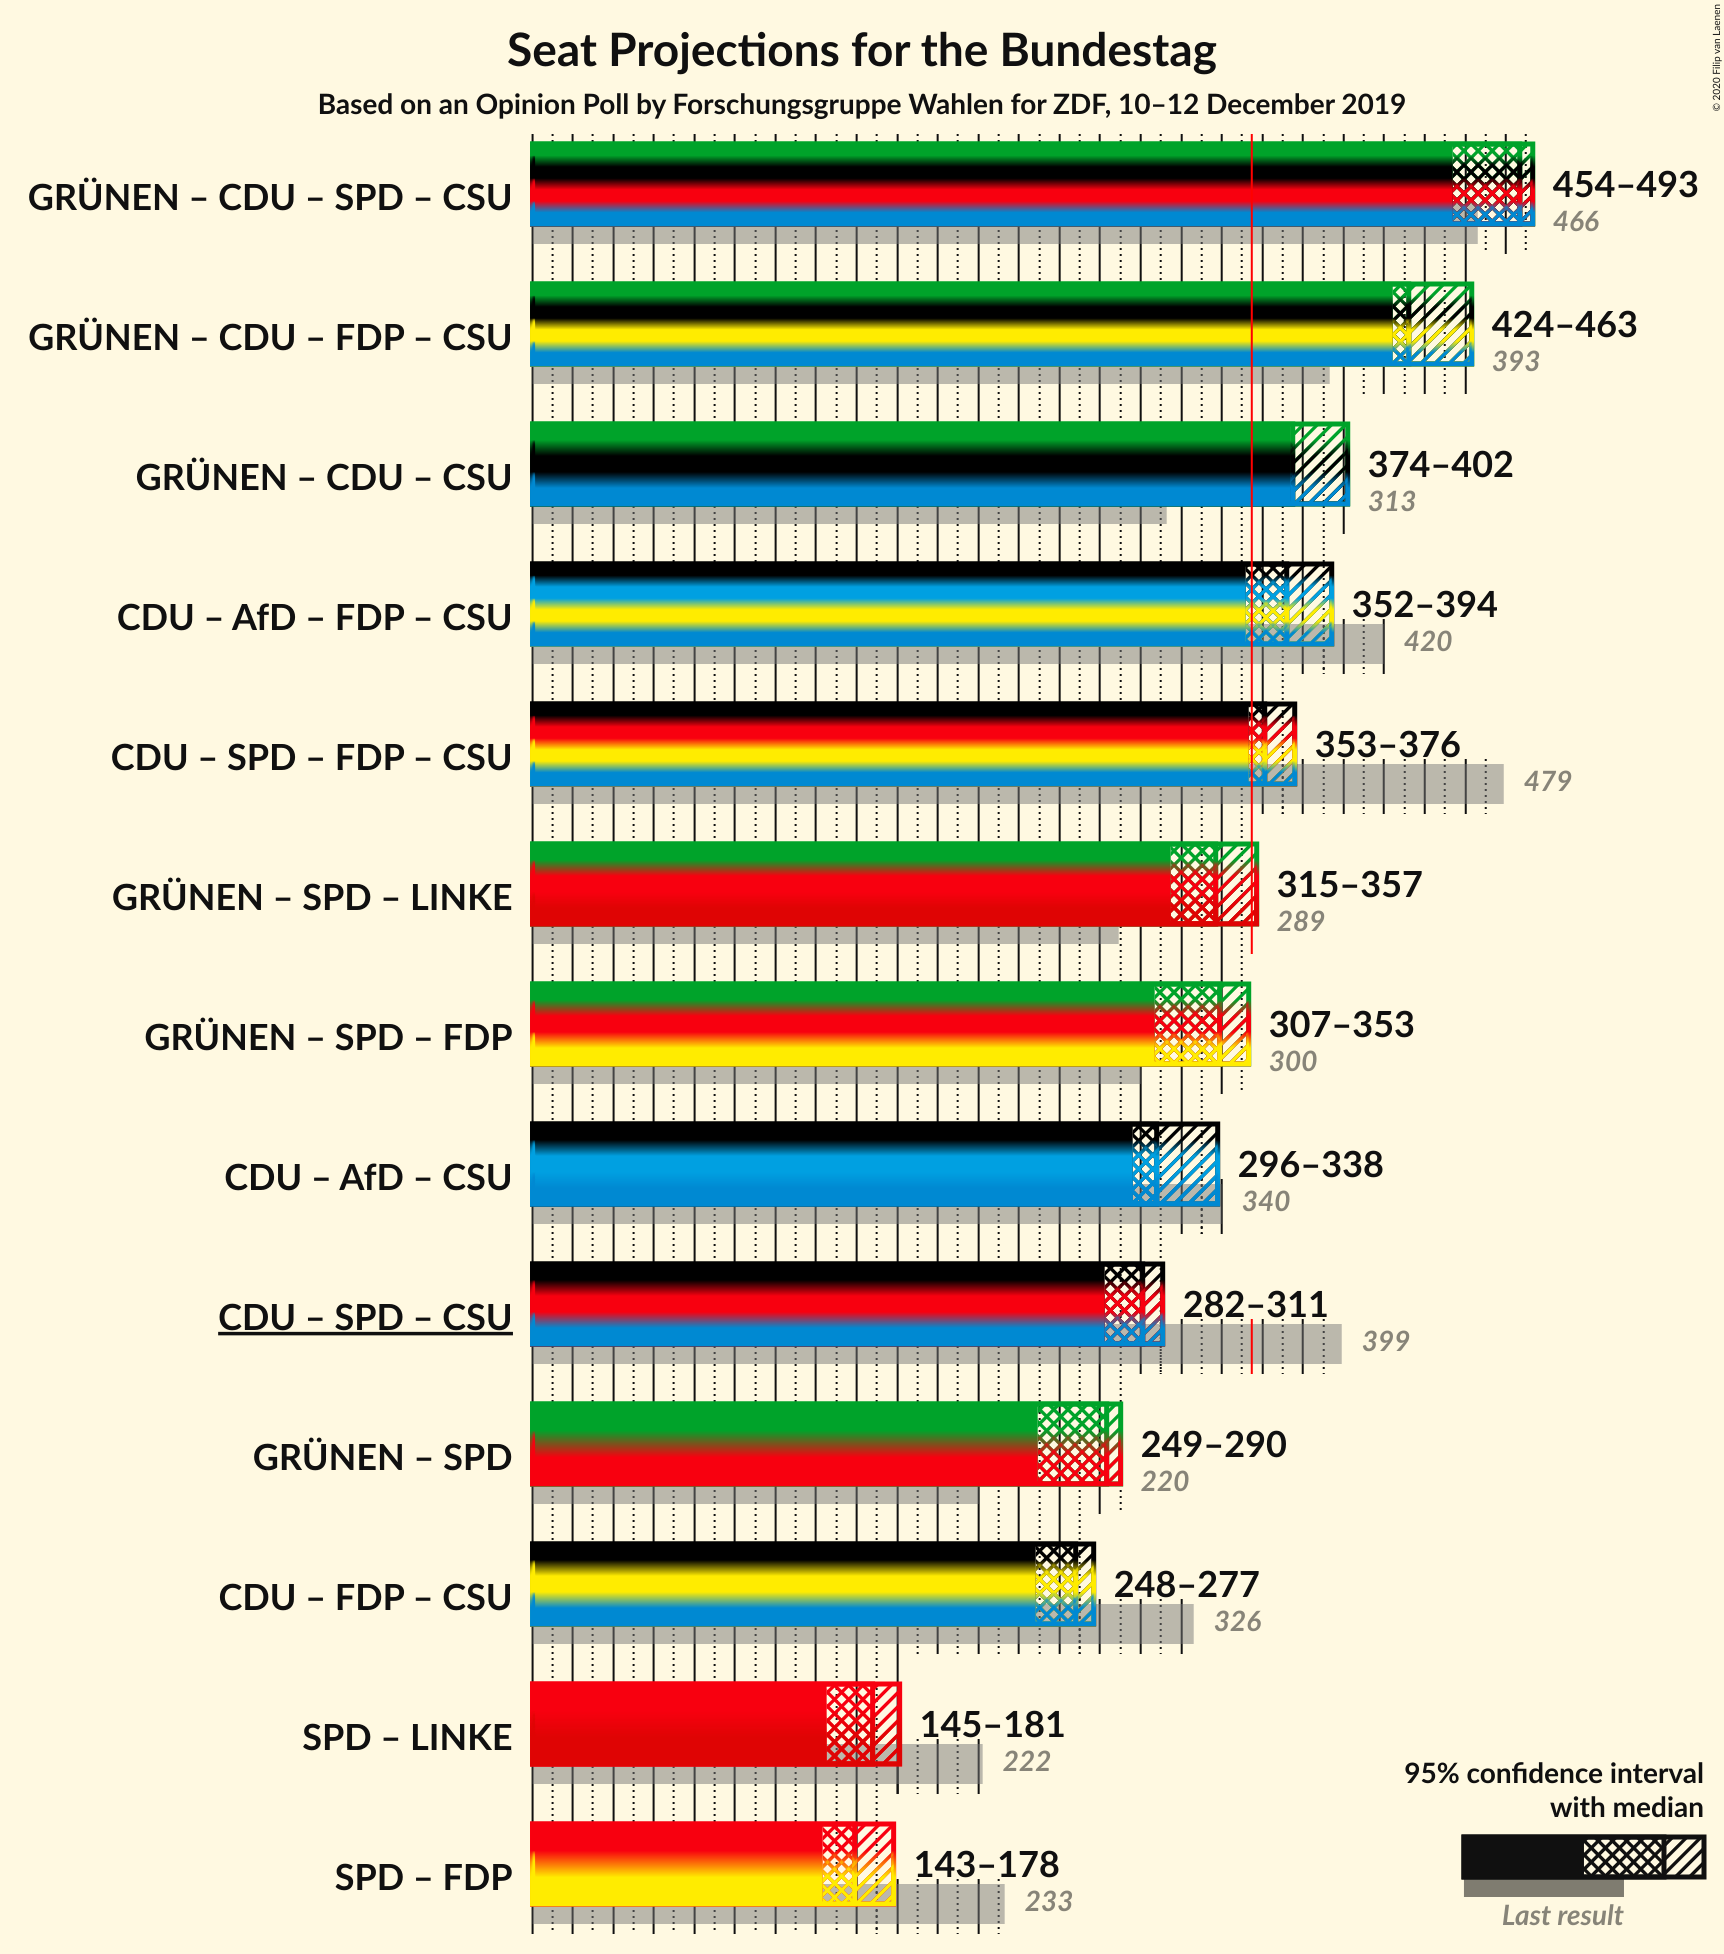 Seat Projections for the Bundestag
Based on an Opinion Poll by Forschungsgruppe Wahlen for ZDF, 10–12 December 2019
© 2020 Filip van Laenen
GRÜNEN – CDU – SPD – CSU
454–493
466
GRÜNEN – CDU – FDP – CSU
424–463
393
GRÜNEN – CDU – CSU
374–402
313
CDU – AfD – FDP – CSU
352–394
420
CDU – SPD – FDP – CSU
353–376
479
GRÜNEN – SPD – LINKE
315–357
289
GRÜNEN – SPD – FDP
307–353
300
CDU – AfD – CSU
296–338
340
CDU – SPD – CSU
282–311
399
GRÜNEN – SPD
249–290
220
CDU – FDP – CSU
248–277
326
SPD – LINKE
145–181
222
SPD – FDP
143–178
233
95% confidence interval
with median
Last result